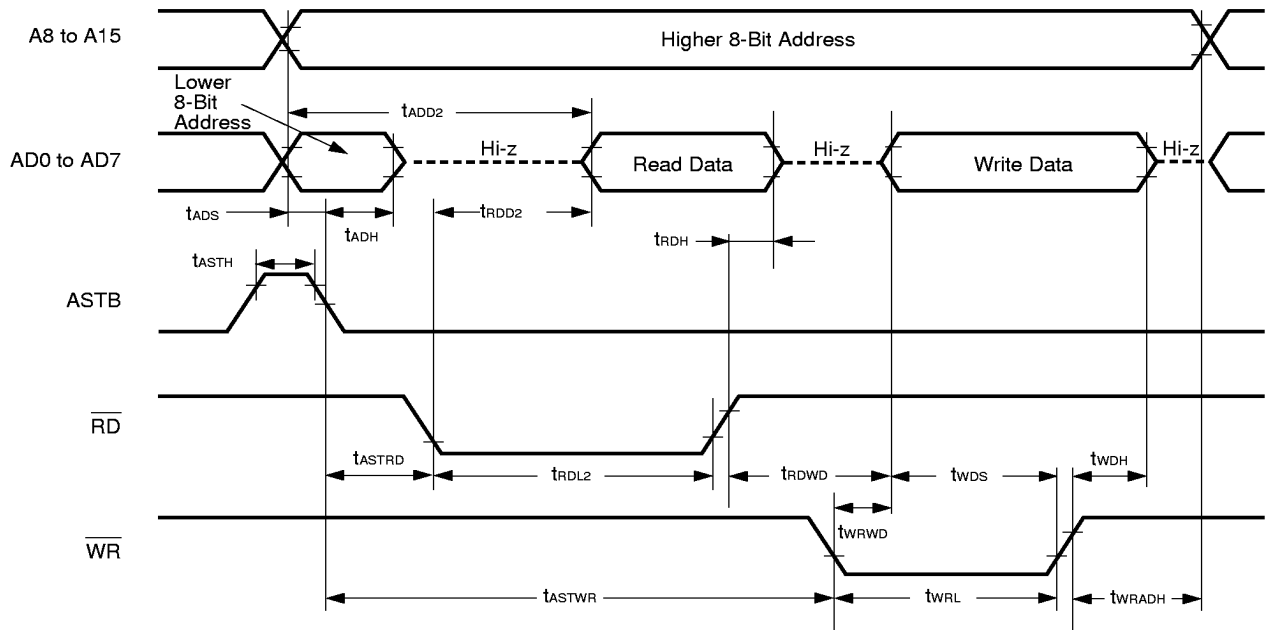 A8 to A15
Higher 8-Bit Address
Lower
8-Bit
Address
tADD2
AD0 to AD7
Hi-z
Read Data
Hi-z
Write Data
Hi-z
tADS
tADH
tRDD2
tRDH
tASTH
ASTB
RD
tASTRD
tRDL2
tRDWD
tWDS
tWDH
WR
tWRWD
tASTWR
tWRL
tWRADH